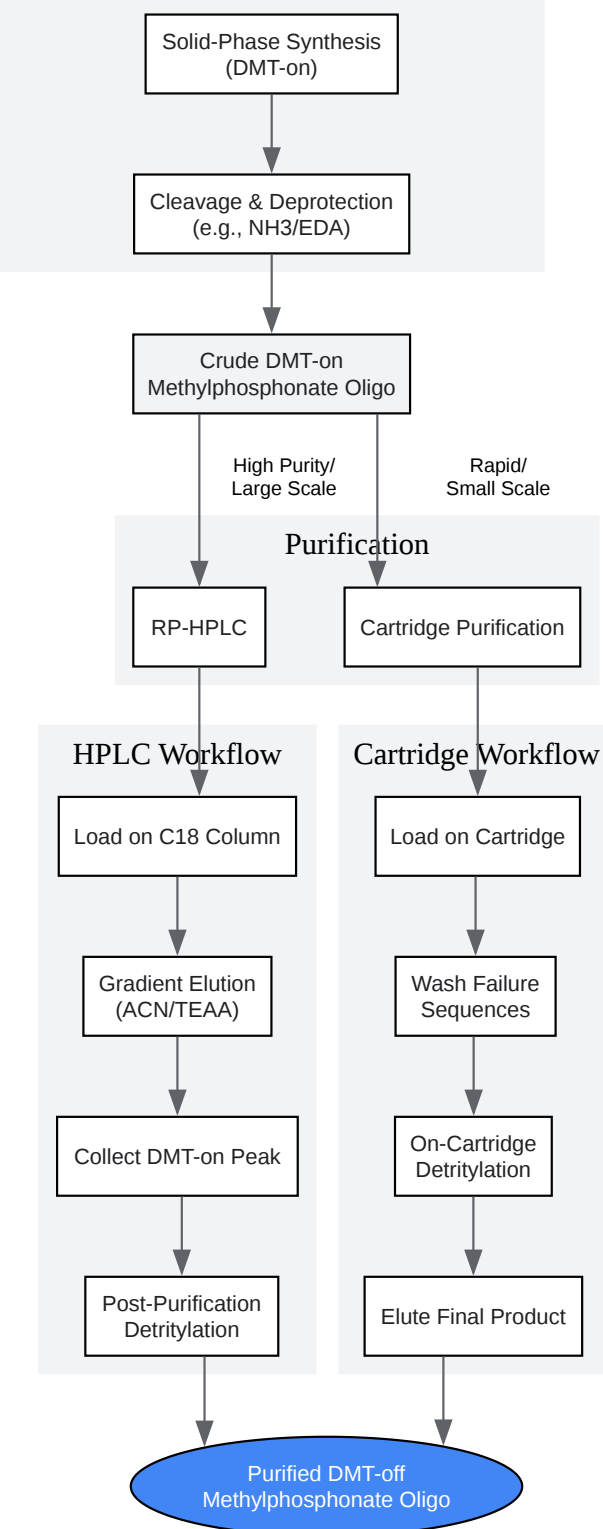 Solid-Phase Synthesis
(DMT-on)
Cleavage & Deprotection
(e.g., NH3/EDA)
Crude DMT-on
Methylphosphonate Oligo
High Purity/
Large Scale
Rapid/
Small Scale
Purification
RP-HPLC
Cartridge Purification
HPLC Workflow
Load on C18 Column
Gradient Elution
(ACN/TEAA)
Collect DMT-on Peak
Post-Purification
Detritylation
Cartridge Workflow
Load on Cartridge
Wash Failure
Sequences
On-Cartridge
Detritylation
Elute Final Product
Purified DMT-off
Methylphosphonate Oligo